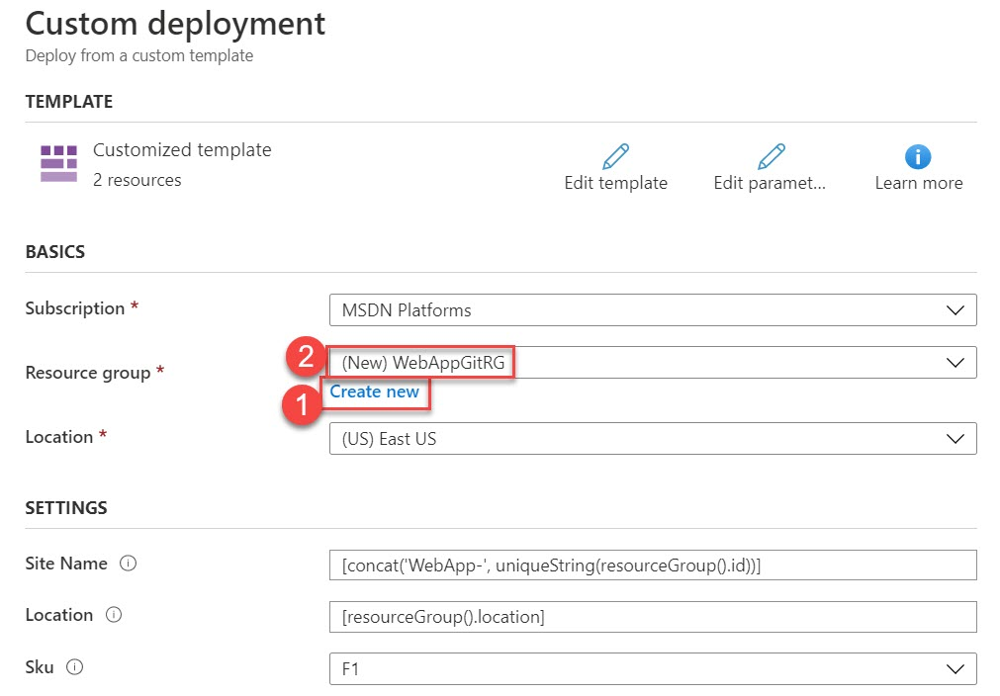 Custom deployment
Deploy from a custom template
TEMPLATE
Customized template
2 resources
Edit template
Edit paramet...
Learn more
BASICS
Subscription *
MSDN Platforms
Resource group *
2
(New) WebAppGitRG
1
Create new
Location *
(US) East US
SETTINGS
Site Name
[concat('WebApp-', uniqueString(resourceGroup().id))]
Location
[resourceGroup().location]
Sku
F1